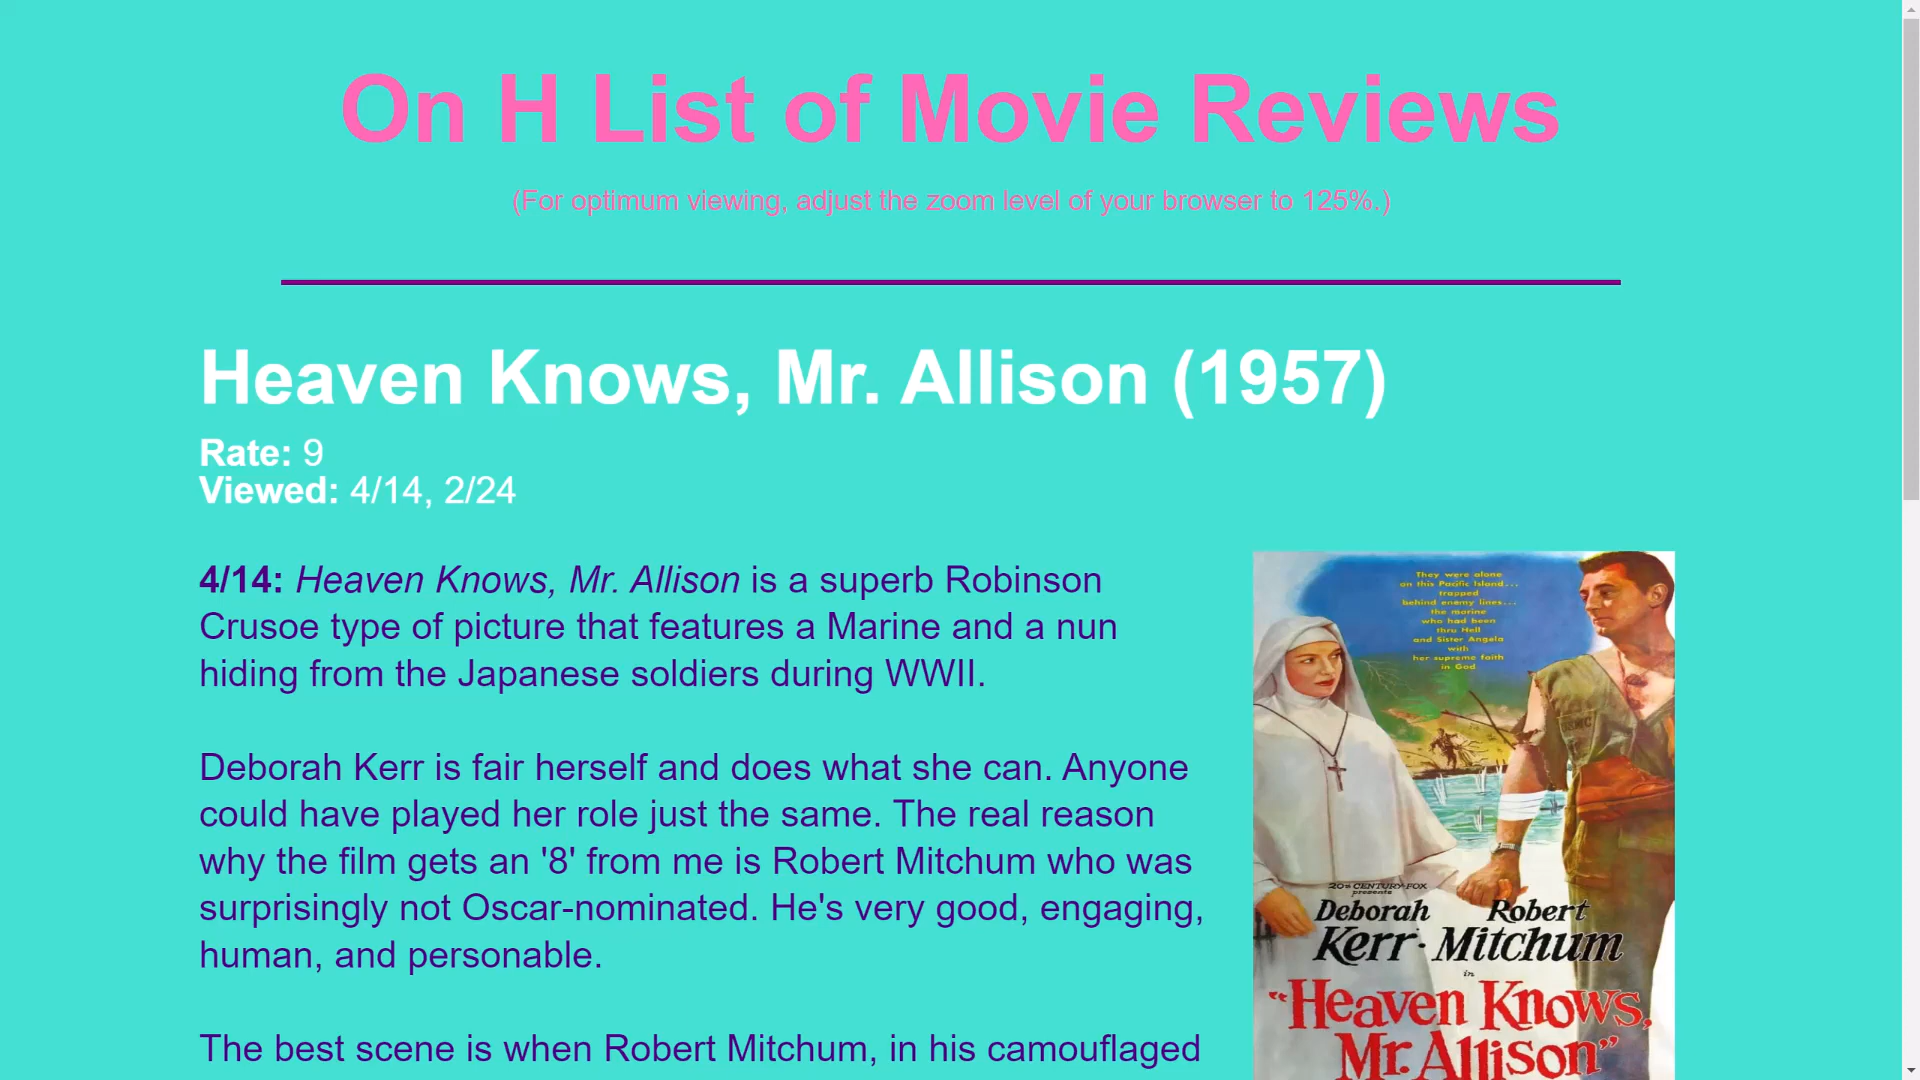 On H List of Movie Reviews
(For optimum viewing, adjust the zoom level of your browser to 125%.)
Heaven Knows, Mr. Allison (1957)
Rate: 9
Viewed: 4/14, 2/24
4/14: Heaven Knows, Mr. Allison is a superb Robinson
Crusoe type of picture that features a Marine and a nun
hiding from the Japanese soldiers during WWII.
Deborah Kerr is fair herself and does what she can. Anyone
could have played her role just the same. The real reason
why the film gets an '8' from me is Robert Mitchum who was
surprisingly not Oscar-nominated. He's very good, engaging,
human, and personable.
The best scene is when Robert Mitchum, in his camouflaged
They were alone
on this Pacific Island...
trapped
behind enemy lines...
the marine
who had been
thru Hell
and Sister Angela
with
her supreme faith
in God
USMC
20th CENTURY-FOX
presents
Deborah Robert
Kerr · Mitchum
in
"Heaven Knows,
Mr. Allison"